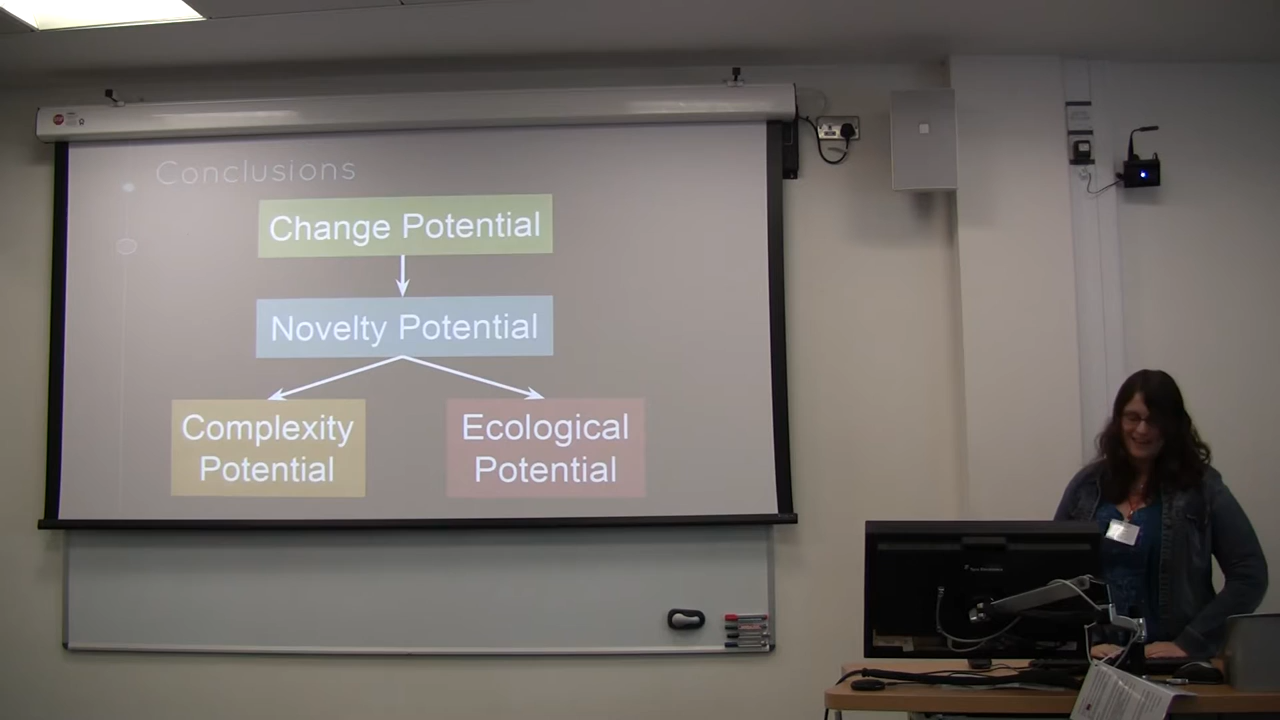 Conclusions
Change Potential
Novelty Potential
Complexity
Potential
Ecological
Potential